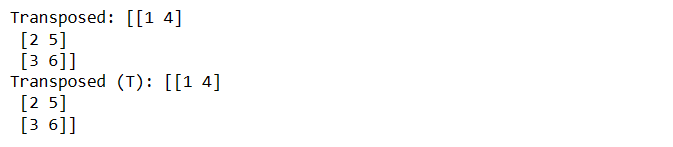 Transposed: [[1 4]
 [2 5]
 [3 6]]
Transposed (T): [[1 4]
 [2 5]
 [3 6]]